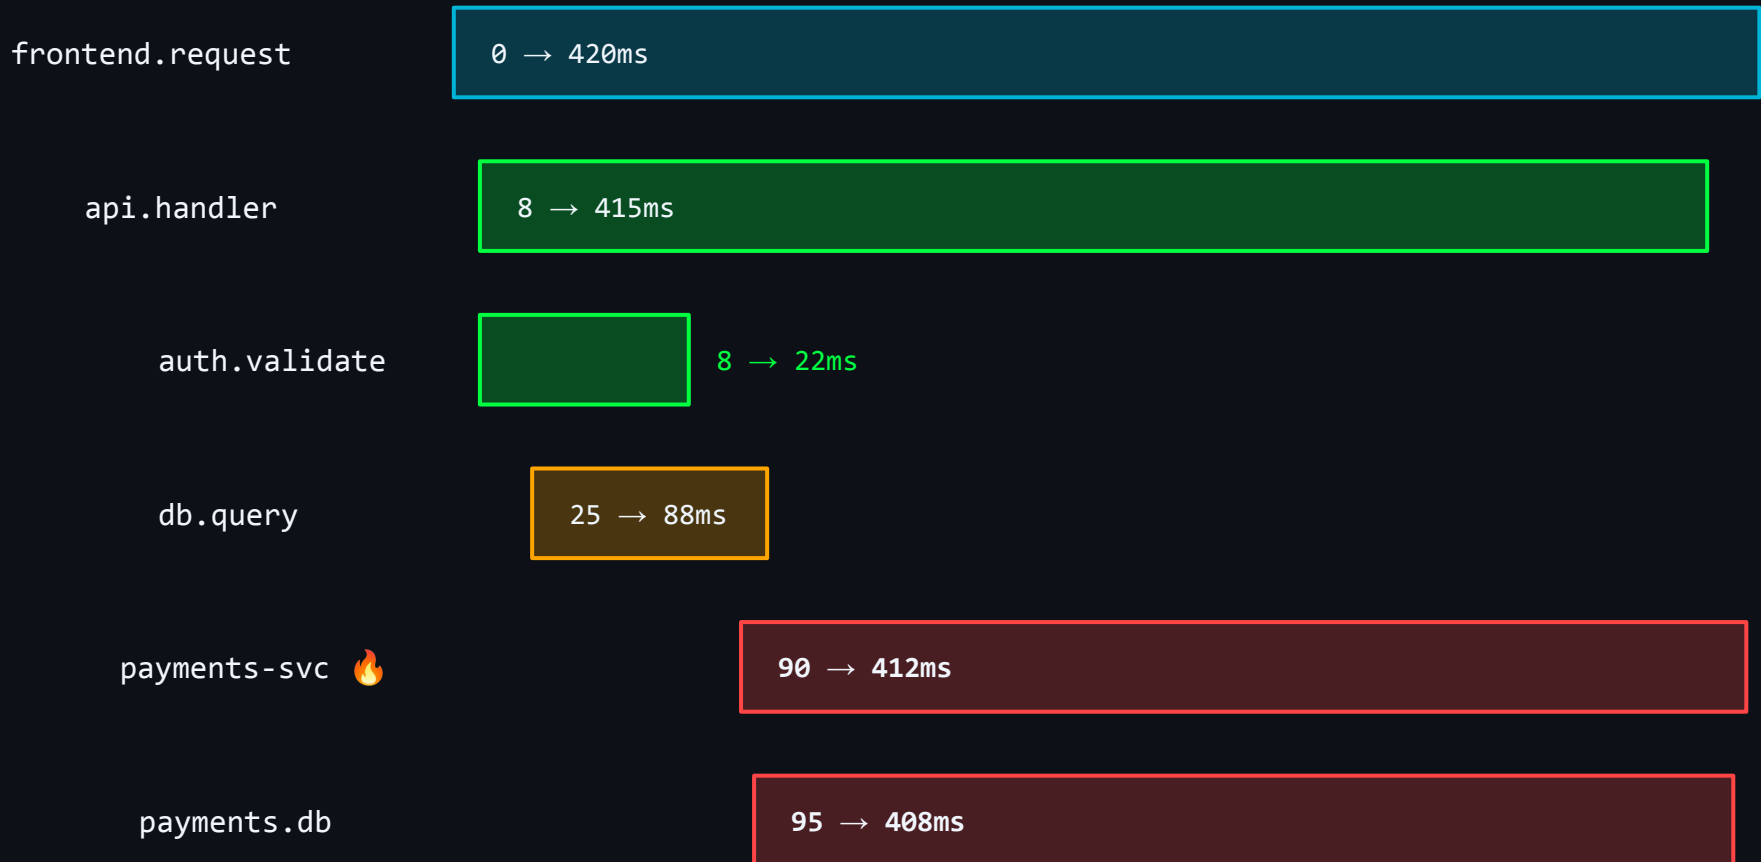 frontend.request 0 → 420ms
api.handler 8 → 415ms
auth.validate 8 → 22ms
db.query 25 → 88ms
payments-svc 🔥 90 → 412ms
payments.db 95 → 408ms